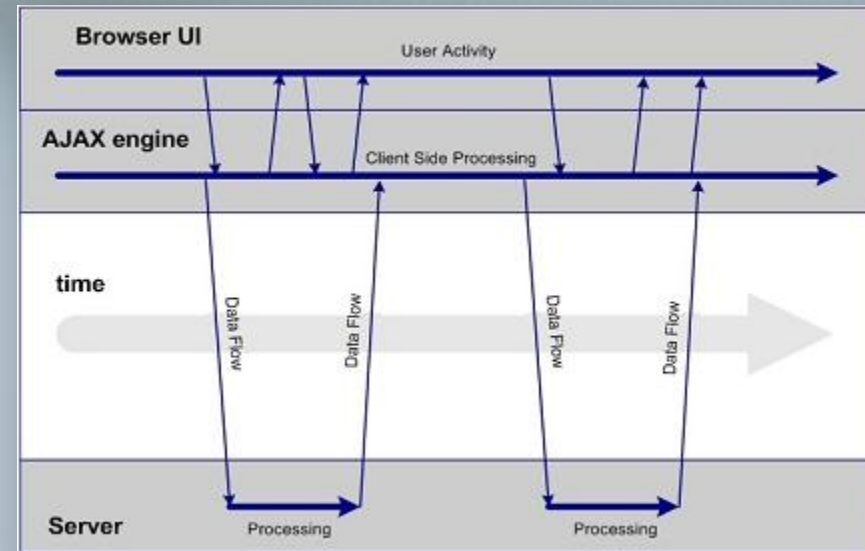 Browser UI
User Activity
AJAX engine
Client Side Processing
time
Data Flow
Data Flow
Data Flow
Data Flow
Server
Processing
Processing